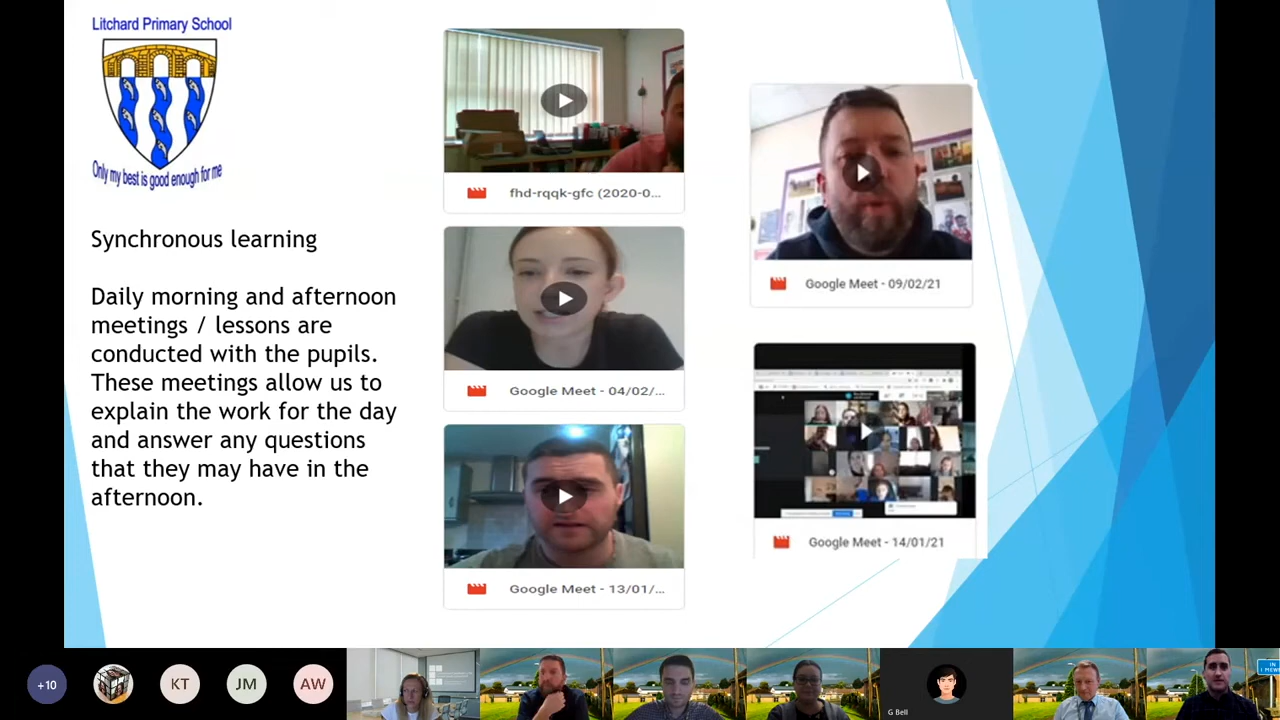 Litchard Primary School
Only my best is good enough for me
Synchronous learning
Daily morning and afternoon
meetings / lessons are
conducted with the pupils.
These meetings allow us to
explain the work for the day
and answer any questions
that they may have in the
afternoon.
fhd-rqqk-gfc (2020-0...
Google Meet - 04/02/...
Google Meet - 13/01/...
Google Meet - 09/02/21
Google Meet - 14/01/21
+10
KT
JM
AW
G Bell
IN